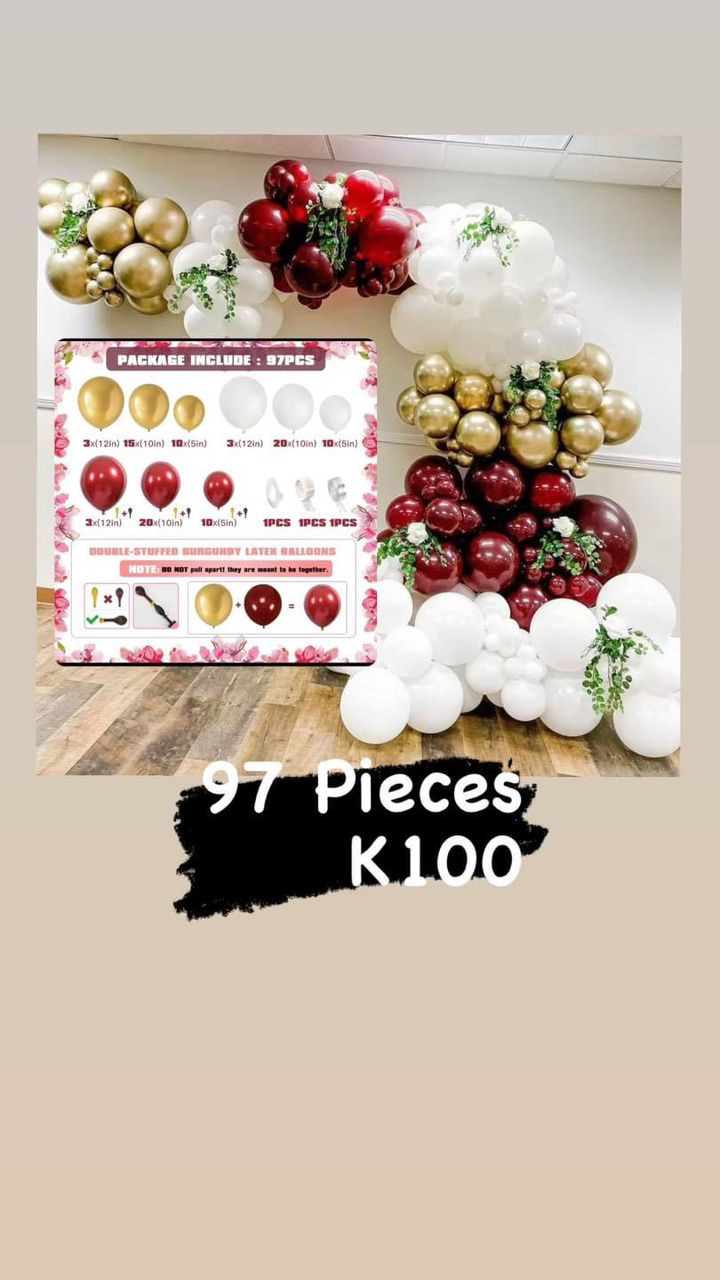 PACKAGE INCLUDE : 97PCS
3x(12in) 15x(10in) 10x(5in) 3x(12in) 20x(10in) 10x(5in)
3x(12in) 20x(10in) 10x(5in) 1PCS 1PCS 1PCS
DOUBLE-STUFFED BURGUNDY LATEX BALLOONS
NOTE: DO NOT pull apart! they are meant to be together.
97 Pieces
K100